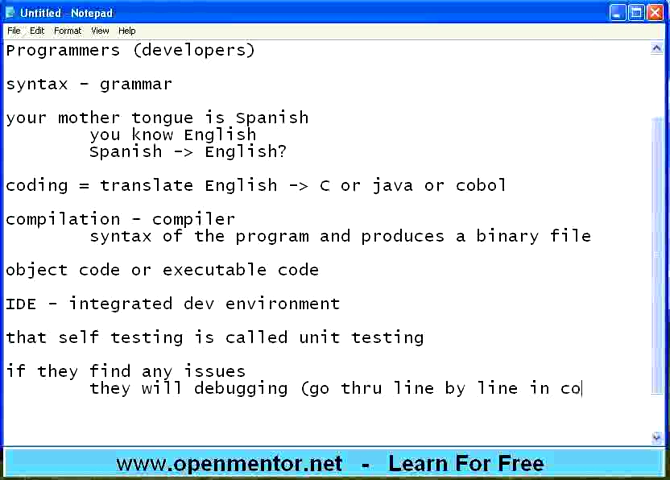 Untitled - Notepad
File Edit Format View Help
Programmers (developers)
syntax - grammar
your mother tongue is Spanish
you know English
Spanish -> English?
coding = translate English -> C or java or cobol
compilation - compiler
syntax of the program and produces a binary file
object code or executable code
IDE - integrated dev environment
that self testing is called unit testing
if they find any issues
they will debugging (go thru line by line in co
www.openmentor.net - Learn For Free